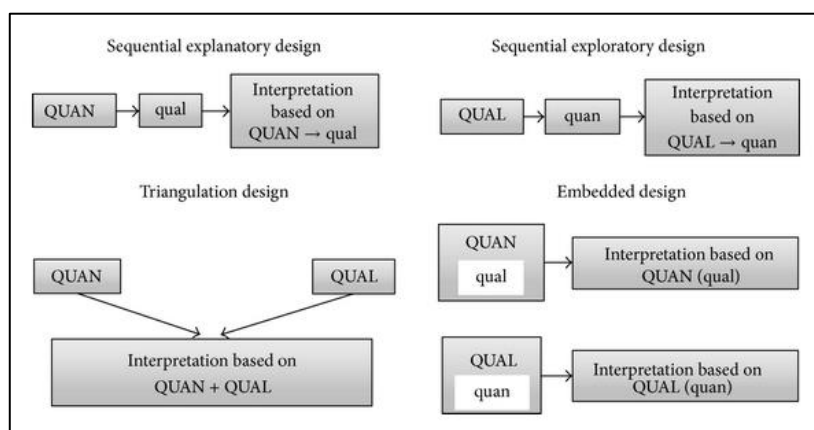 Sequential explanatory design
QUAN
qual
Interpretation
based on
QUAN → qual
Sequential exploratory design
QUAL
quan
Interpretation
based on
QUAL → quan
Triangulation design
QUAN
QUAL
Interpretation based on
QUAN + QUAL
Embedded design
QUAN
qual
Interpretation based on
QUAN (qual)
QUAL
quan
Interpretation based on
QUAL (quan)